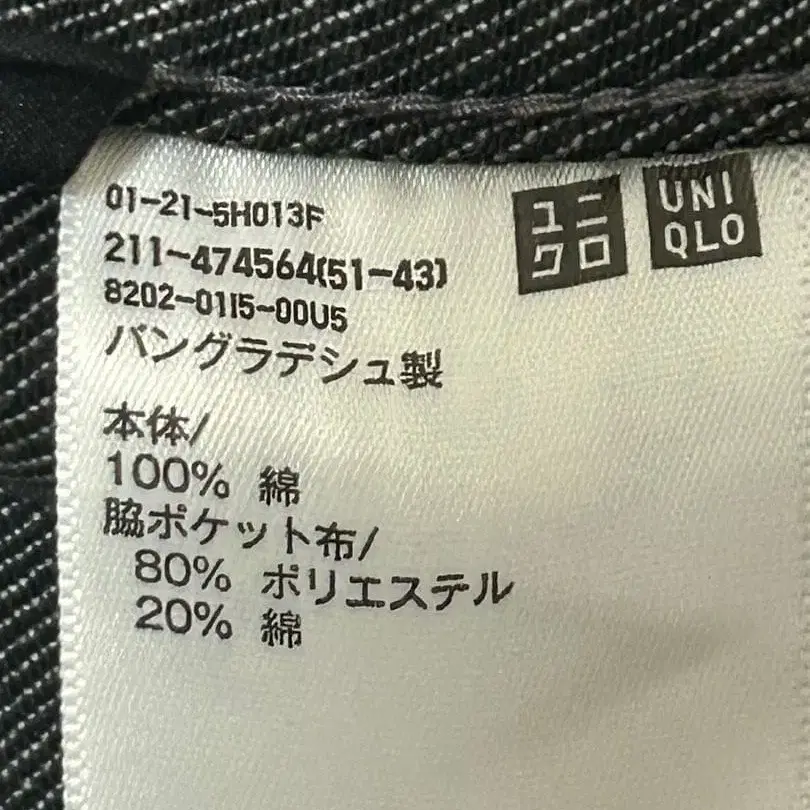 01-21-5H013F
211-474564(51-43)
8202-01I5-00U5
バングラデシュ製
本体/
100% 綿
脇ポケット布/
80% ポリエステル
20% 綿
ユニ
クロ
UNI
QLO